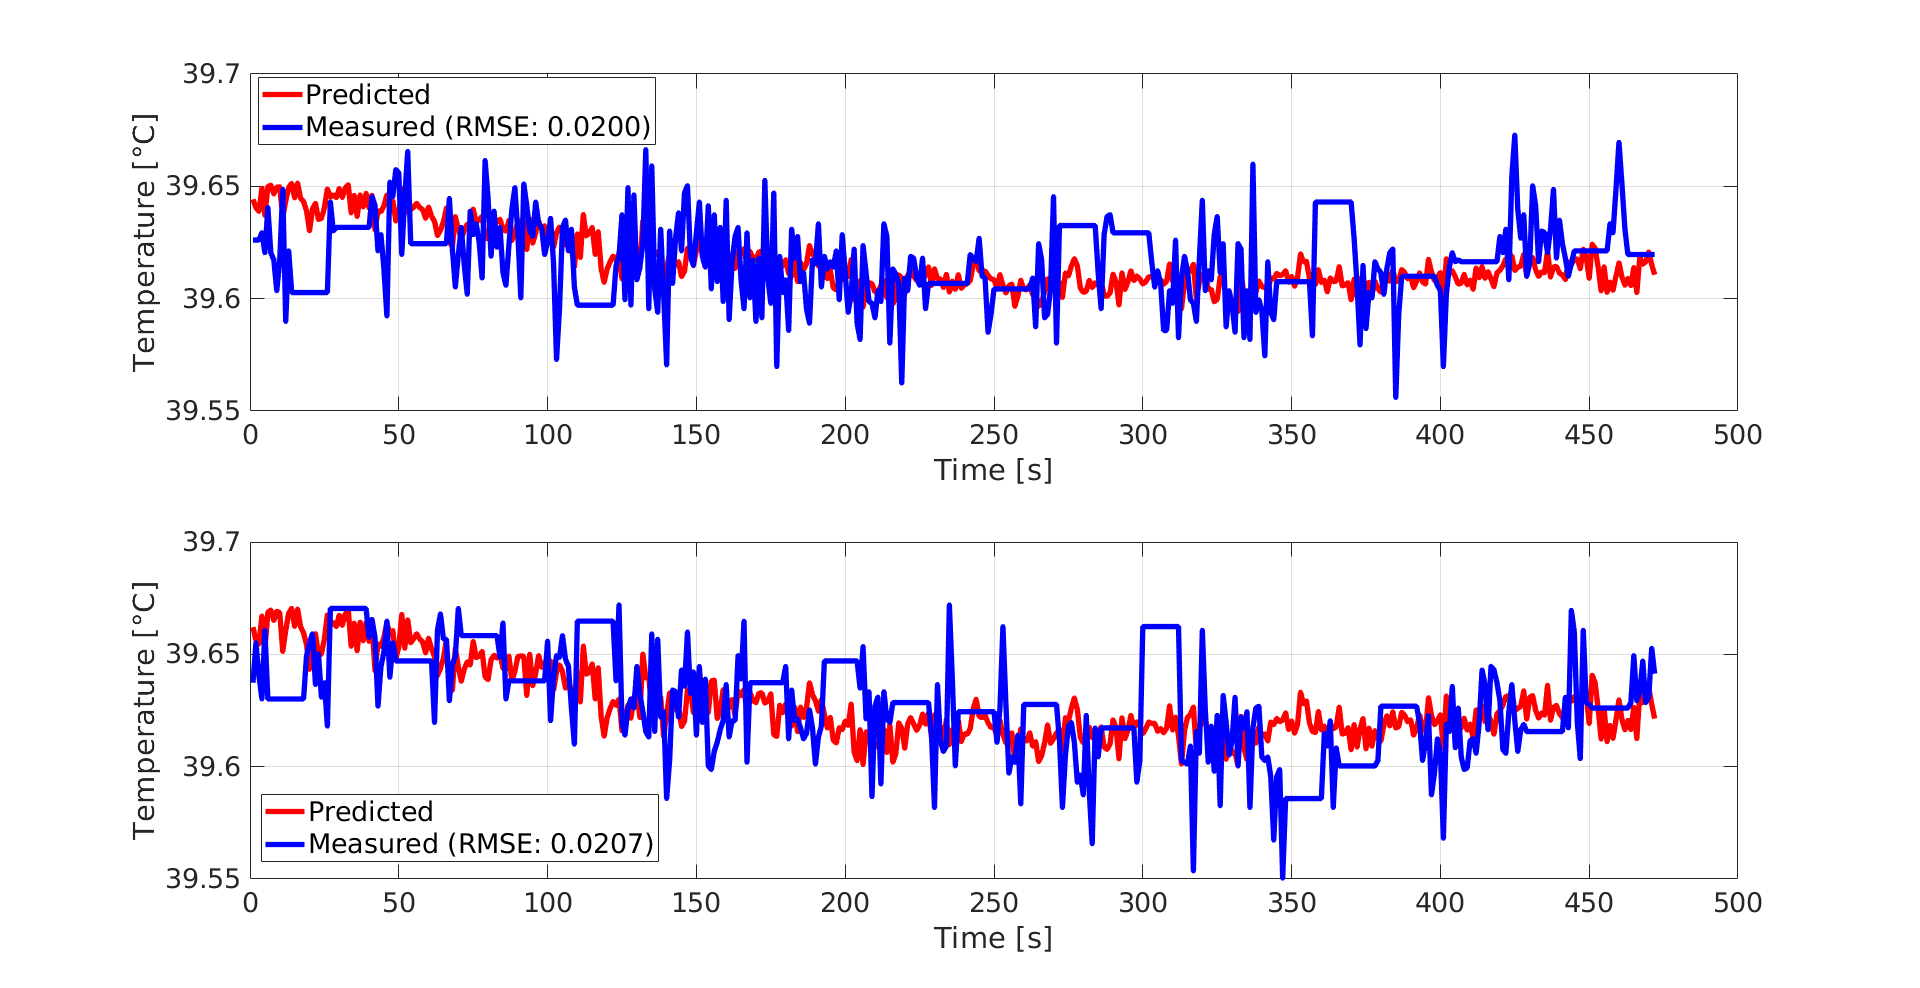 39.7
39.65
39.6
39.55
Temperature [°C]
Predicted
Measured (RMSE: 0.0200)
0 50 100 150 200 250 300 350 400 450 500
Time [s]
39.7
39.65
39.6
39.55
Temperature [°C]
Predicted
Measured (RMSE: 0.0207)
0 50 100 150 200 250 300 350 400 450 500
Time [s]